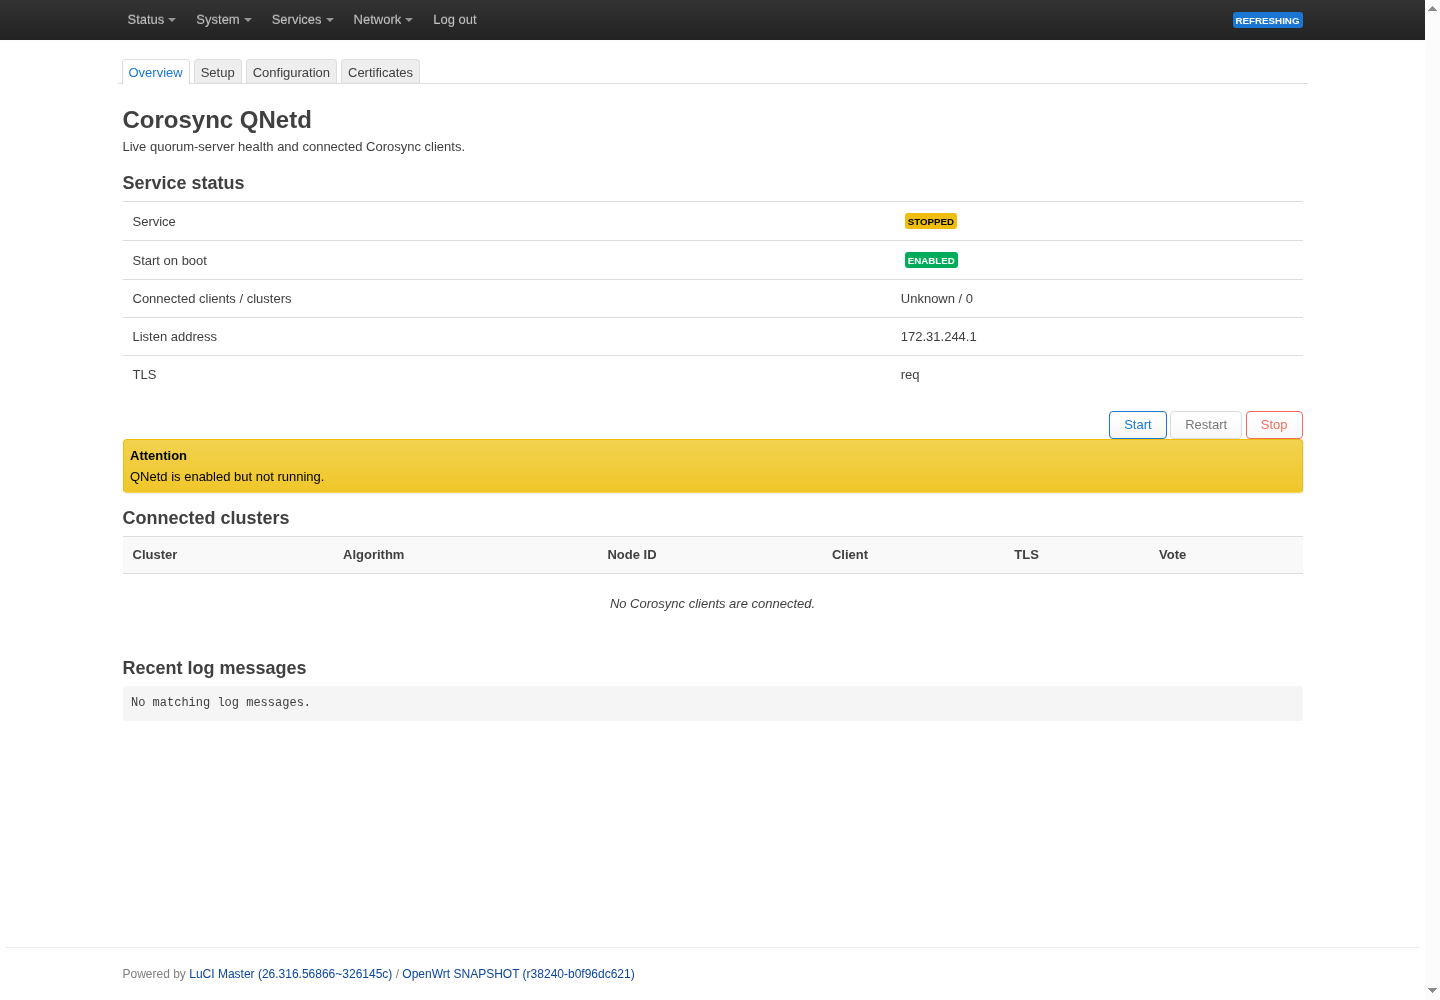 Status System Services Network Log out REFRESHING
Overview Setup Configuration Certificates
Corosync QNetd
Live quorum-server health and connected Corosync clients.
Service status
Service STOPPED
Start on boot ENABLED
Connected clients / clusters Unknown / 0
Listen address 172.31.244.1
TLS req
Start Restart Stop
Attention
QNetd is enabled but not running.
Connected clusters
Cluster Algorithm Node ID Client TLS Vote
No Corosync clients are connected.
Recent log messages
No matching log messages.
Powered by LuCI Master (26.316.56866~326145c) / OpenWrt SNAPSHOT (r38240-b0f96dc621)